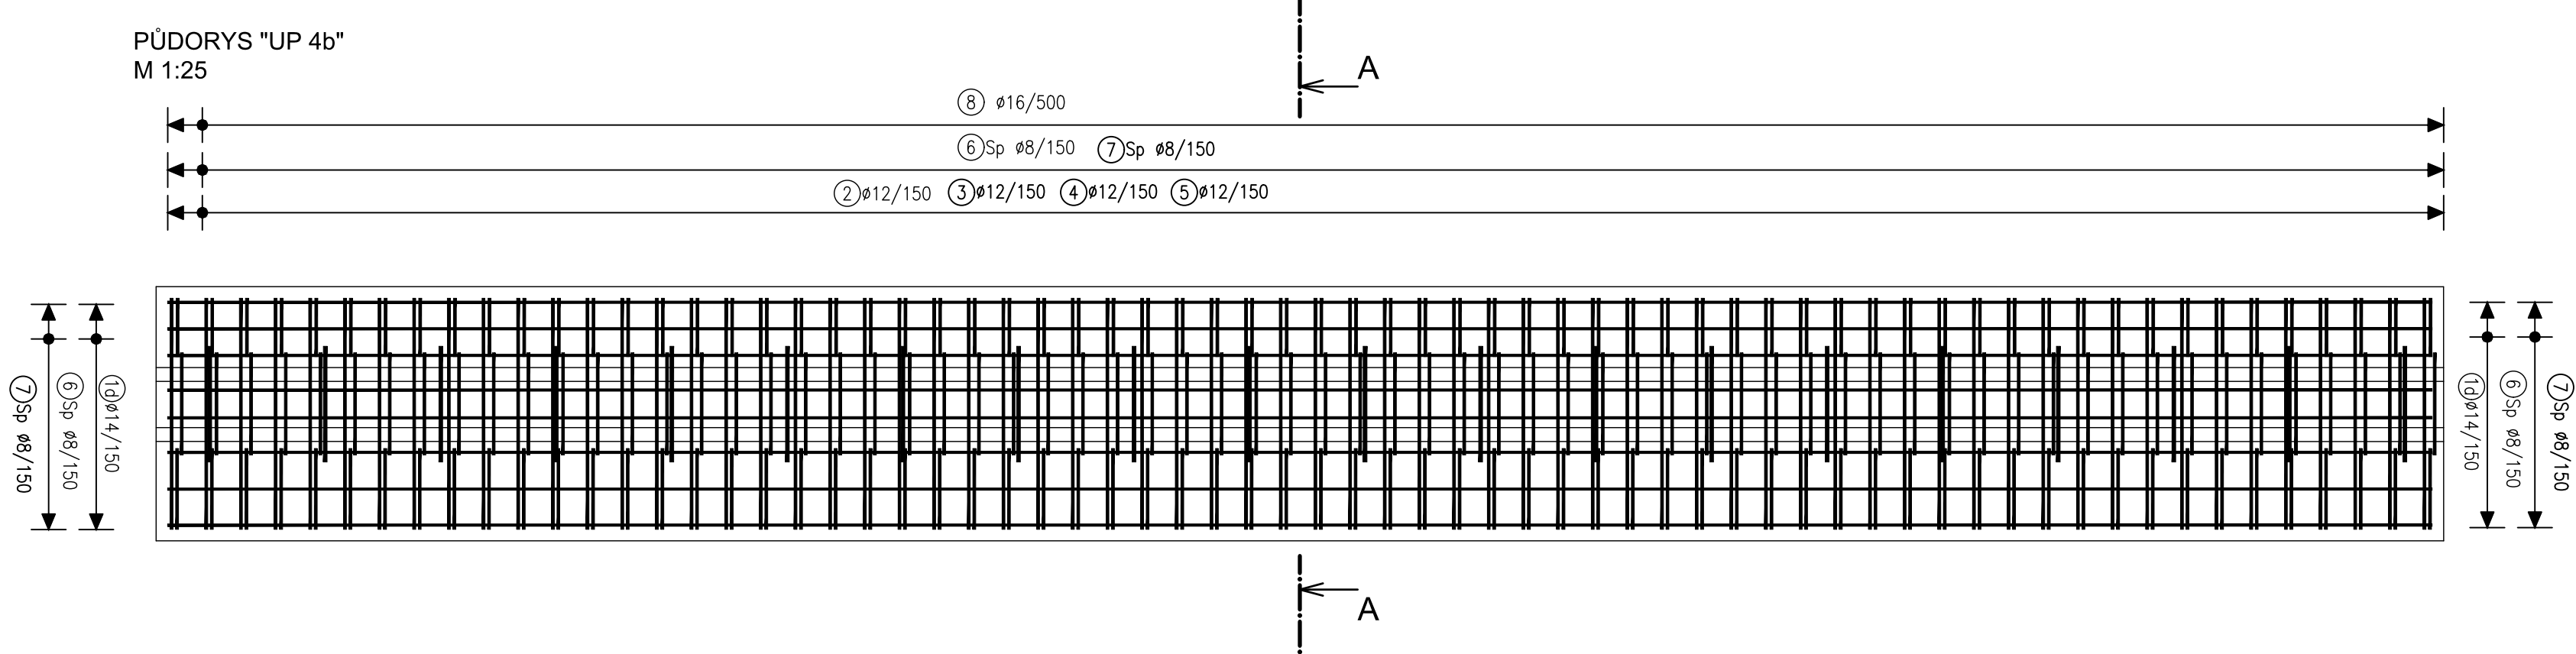 PŮDORYS "UP 4b"
M 1:25
A
8 ø16/500
6 Sp ø8/150 7 Sp ø8/150
2 ø12/150 3 ø12/150 4 ø12/150 5 ø12/150
7 Sp ø8/150
6 Sp ø8/150
1d ø14/150
1d ø14/150
6 Sp ø8/150
7 Sp ø8/150
A